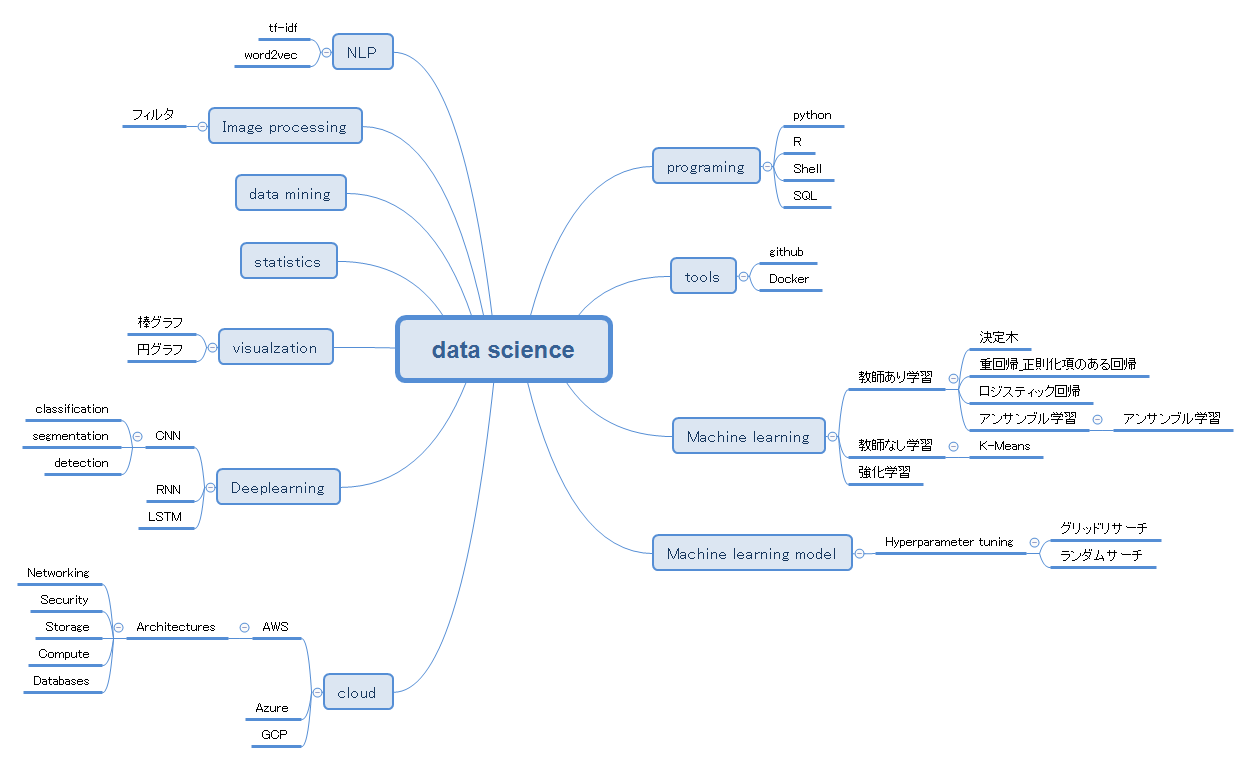 data science
NLP
tf-idf
word2vec
Image processing
フィルタ
data mining
statistics
visualzation
棒グラフ
円グラフ
Deeplearning
CNN
classification
segmentation
detection
RNN
LSTM
cloud
AWS
Architectures
Networking
Security
Storage
Compute
Databases
Azure
GCP
programing
python
R
Shell
SQL
tools
github
Docker
Machine learning
教師あり学習
決定木
重回帰_正則化項のある回帰
ロジスティック回帰
アンサンブル学習
アンサンブル学習
教師なし学習
K-Means
強化学習
Machine learning model
Hyperparameter tuning
グリッドリサーチ
ランダムサーチ